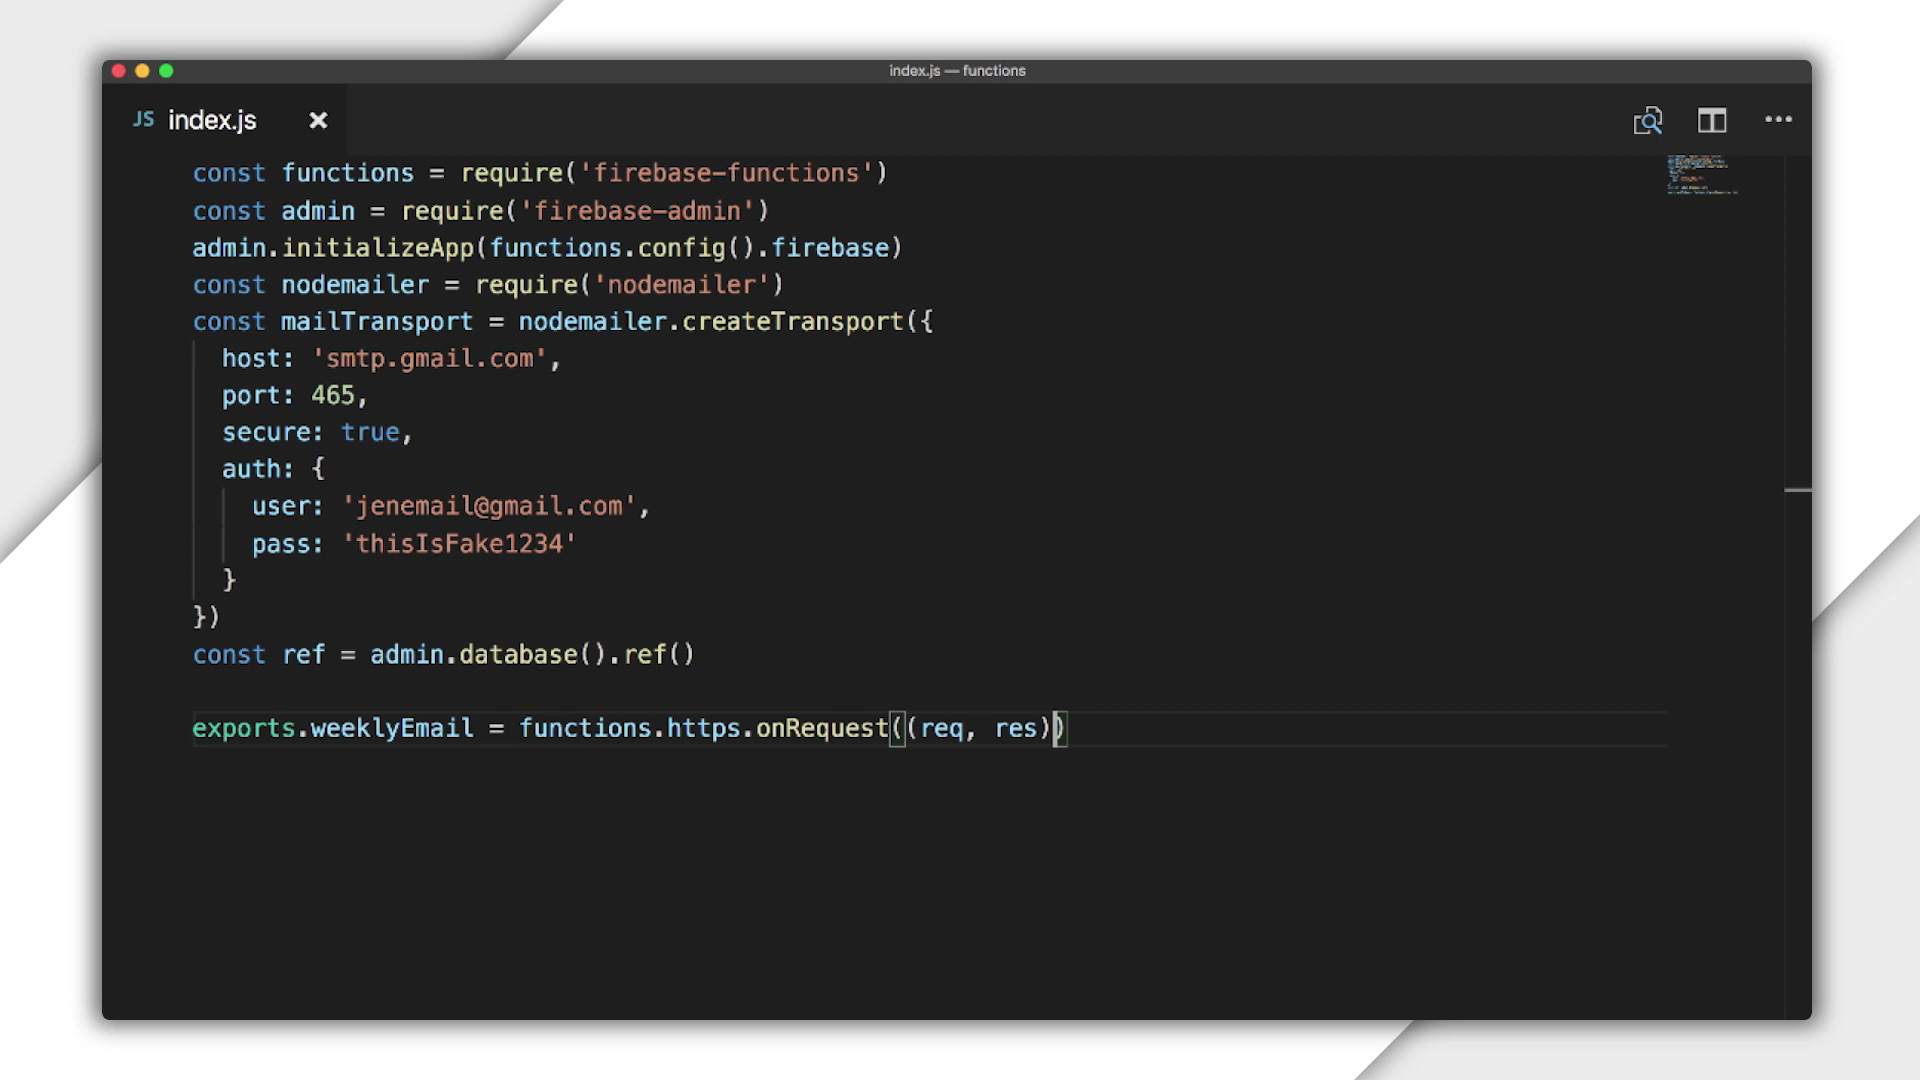 index.js — functions
JS index.js
const functions = require('firebase-functions')
const admin = require('firebase-admin')
admin.initializeApp(functions.config().firebase)
const nodemailer = require('nodemailer')
const mailTransport = nodemailer.createTransport({
  host: 'smtp.gmail.com',
  port: 465,
  secure: true,
  auth: {
    user: 'jenemail@gmail.com',
    pass: 'thisIsFake1234'
  }
})
const ref = admin.database().ref()
exports.weeklyEmail = functions.https.onRequest((req, res))